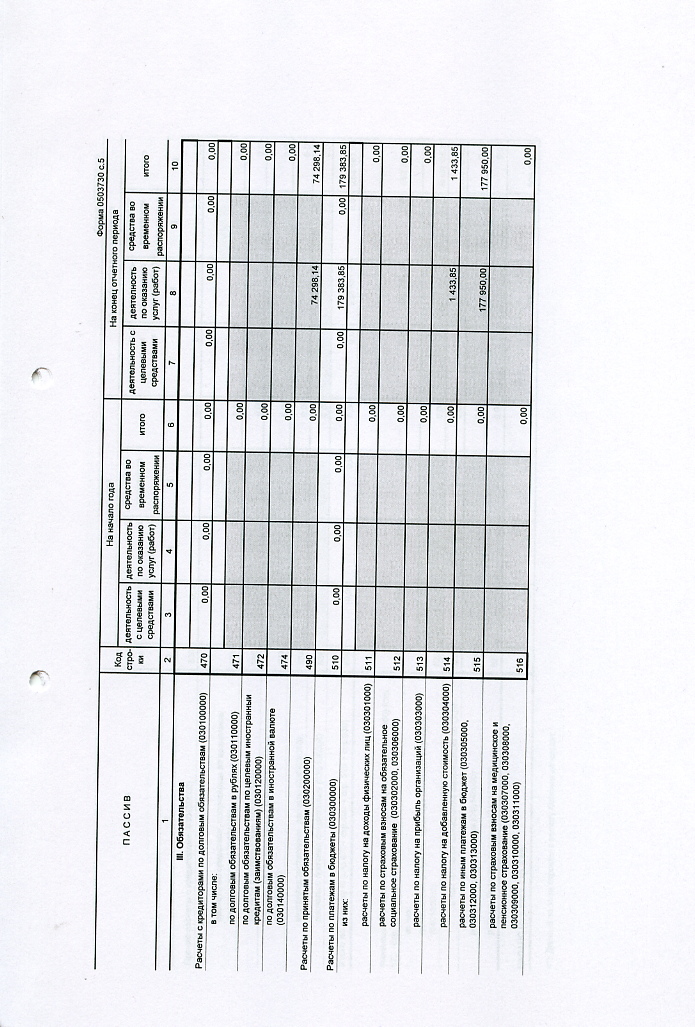 Форма 0503730 с.5
ПАССИВ | Код стро-ки | На начало года | На конец отчетного периода
деятельность с целевыми средствами | деятельность по оказанию услуг (работ) | средства во временном распоряжении | итого | деятельность с целевыми средствами | деятельность по оказанию услуг (работ) | средства во временном распоряжении | итого
1 | 2 | 3 | 4 | 5 | 6 | 7 | 8 | 9 | 10
III. Обязательства
Расчеты с кредиторами по долговым обязательствам (030100000) | 470 | 0,00 | 0,00 | 0,00 | 0,00 | 0,00 | 0,00 | 0,00 | 0,00
в том числе:
по долговым обязательствам в рублях (030110000) | 471 | 0,00 | 0,00
по долговым обязательствам по целевым иностранным
кредитам (заимствованиям) (030120000) | 472 | 0,00 | 0,00
по долговым обязательствам в иностранной валюте
(030140000) | 474 | 0,00 | 0,00
Расчеты по принятым обязательствам (030200000) | 490 | 0,00 | 74 298,14 | 74 298,14
Расчеты по платежам в бюджеты (030300000) | 510 | 0,00 | 0,00 | 0,00 | 0,00 | 0,00 | 179 383,85 | 0,00 | 179 383,85
из них:
расчеты по налогу на доходы физических лиц (030301000) | 511 | 0,00 | 0,00
расчеты по страховым взносам на обязательное
социальное страхование (030302000, 030306000) | 512 | 0,00 | 0,00
расчеты по налогу на прибыль организаций (030303000) | 513 | 0,00 | 0,00
расчеты по налогу на добавленную стоимость (030304000) | 514 | 0,00 | 1 433,85 | 1 433,85
расчеты по иным платежам в бюджет (030305000,
030312000, 030313000) | 515 | 0,00 | 177 950,00 | 177 950,00
расчеты по страховым взносам на медицинское и
пенсионное страхование (030307000, 030308000,
030309000, 030310000, 030311000) | 516 | 0,00 | 0,00